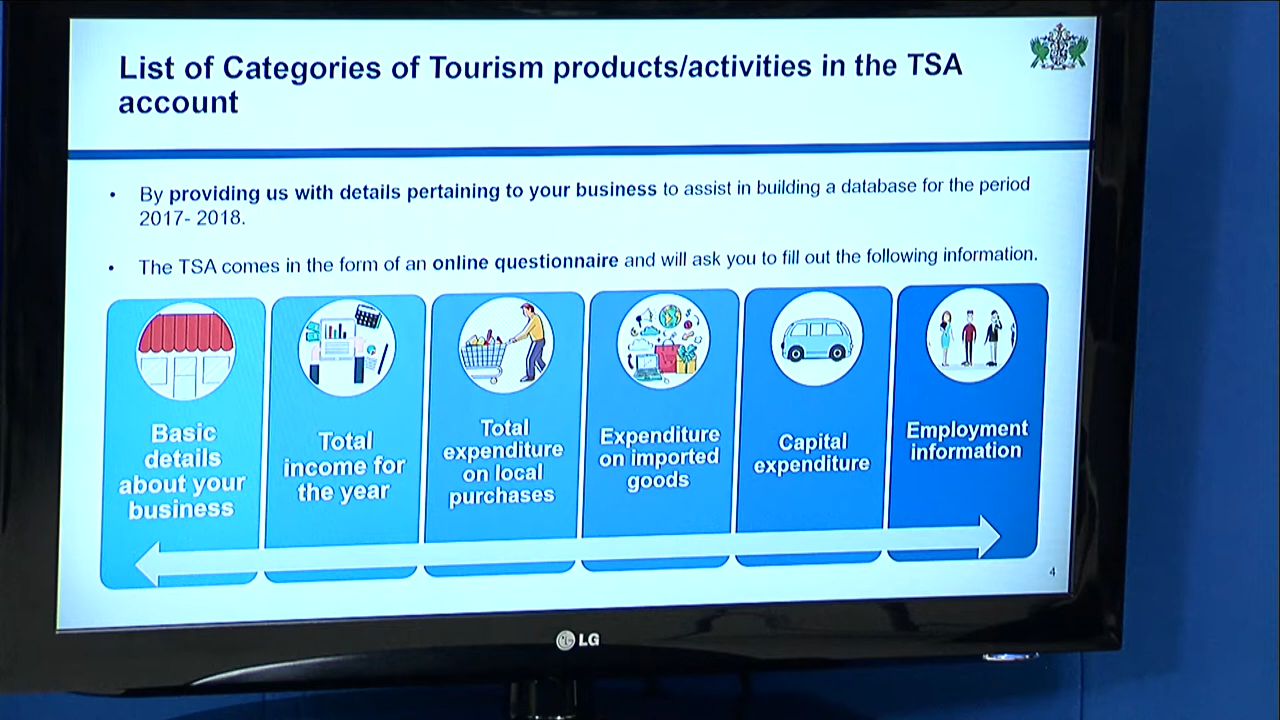 List of Categories of Tourism products/activities in the TSA
account
• By providing us with details pertaining to your business to assist in building a database for the period
2017- 2018.
• The TSA comes in the form of an online questionnaire and will ask you to fill out the following information.
Basic
details
about your
business
Total
income for
the year
Total
expenditure
on local
purchases
Expenditure
on imported
goods
Capital
expenditure
Employment
information
4
LG